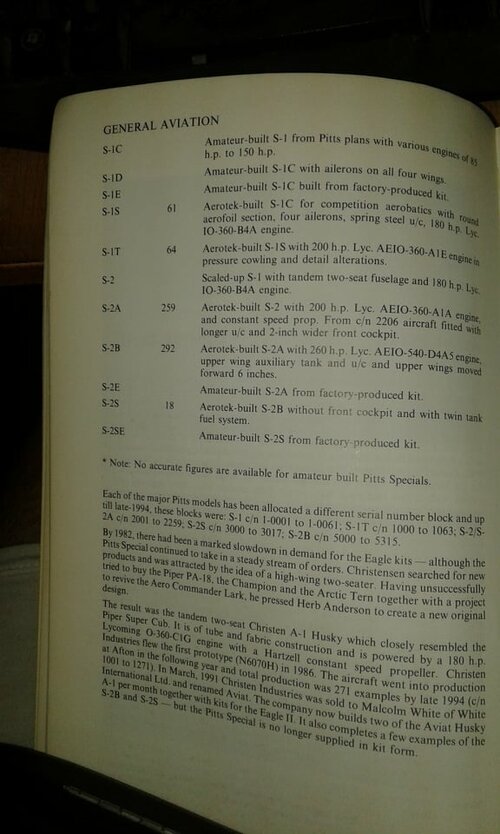 GENERAL AVIATION
S-1C Amateur-built S-1 from Pitts plans with various engines of 85
h.p. to 150 h.p.
S-1D Amateur-built S-1C with ailerons on all four wings.
S-1E Amateur-built S-1C built from factory-produced kit.
S-1S 61 Aerotek-built S-1C for competition aerobatics with round
aerofoil section, four ailerons, spring steel u/c, 180 h.p. Lyc.
IO-360-B4A engine.
S-1T 64 Aerotek-built S-1S with 200 h.p. Lyc. AEIO-360-A1E engine in
pressure cowling and detail alterations.
S-2 Scaled-up S-1 with tandem two-seat fuselage and 180 h.p. Lyc.
IO-360-B4A engine.
S-2A 259 Aerotek-built S-2 with 200 h.p. Lyc. AEIO-360-A1A engine,
and constant speed prop. From c/n 2206 aircraft fitted with
longer u/c and 2-inch wider front cockpit.
S-2B 292 Aerotek-built S-2A with 260 h.p. Lyc. AEIO-540-D4A5 engine,
upper wing auxiliary tank and u/c and upper wings moved
forward 6 inches.
S-2E Amateur-built S-2A from factory-produced kit.
S-2S 18 Aerotek-built S-2B without front cockpit and with twin tank
fuel system.
S-2SE Amateur-built S-2S from factory-produced kit.
* Note: No accurate figures are available for amateur built Pitts Specials.
Each of the major Pitts models has been allocated a different serial number block and up
till late-1994, these blocks were: S-1 c/n 1-0001 to 1-0061; S-1T c/n 1000 to 1063; S-2/S-
2A c/n 2001 to 2259; S-2S c/n 3000 to 3017; S-2B c/n 5000 to 5315.
By 1982, there had been a marked slowdown in demand for the Eagle kits — although the
Pitts Special continued to take in a steady stream of orders. Christensen searched for new
products and was attracted by the idea of a high-wing two-seater. Having unsuccessfully
tried to buy the Piper PA-18, the Champion and the Arctic Tern together with a project
to revive the Aero Commander Lark, he pressed Herb Anderson to create a new original
design.
The result was the tandem two-seat Christen A-1 Husky which closely resembled the
Piper Super Cub. It is of tube and fabric construction and is powered by a 180 h.p.
Lycoming O-360-C1G engine with a Hartzell constant speed propeller. Christen
Industries flew the first prototype (N6070H) in 1986. The aircraft went into production
at Afton in the following year and total production was 271 examples by late 1994 (c/n
1001 to 1271). In March, 1991 Christen Industries was sold to Malcolm White of White
International Ltd. and renamed Aviat. The company now builds two of the Aviat Husky
A-1 per month together with kits for the Eagle II. It also completes a few examples of the
S-2B and S-2S — but the Pitts Special is no longer supplied in kit form.